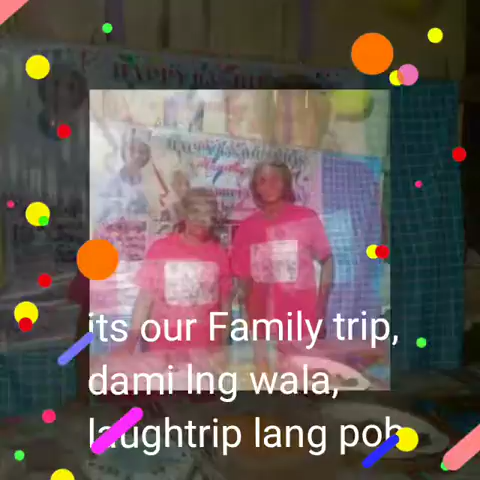 its our Family trip,
dami lng wala,
laughtrip lang poh